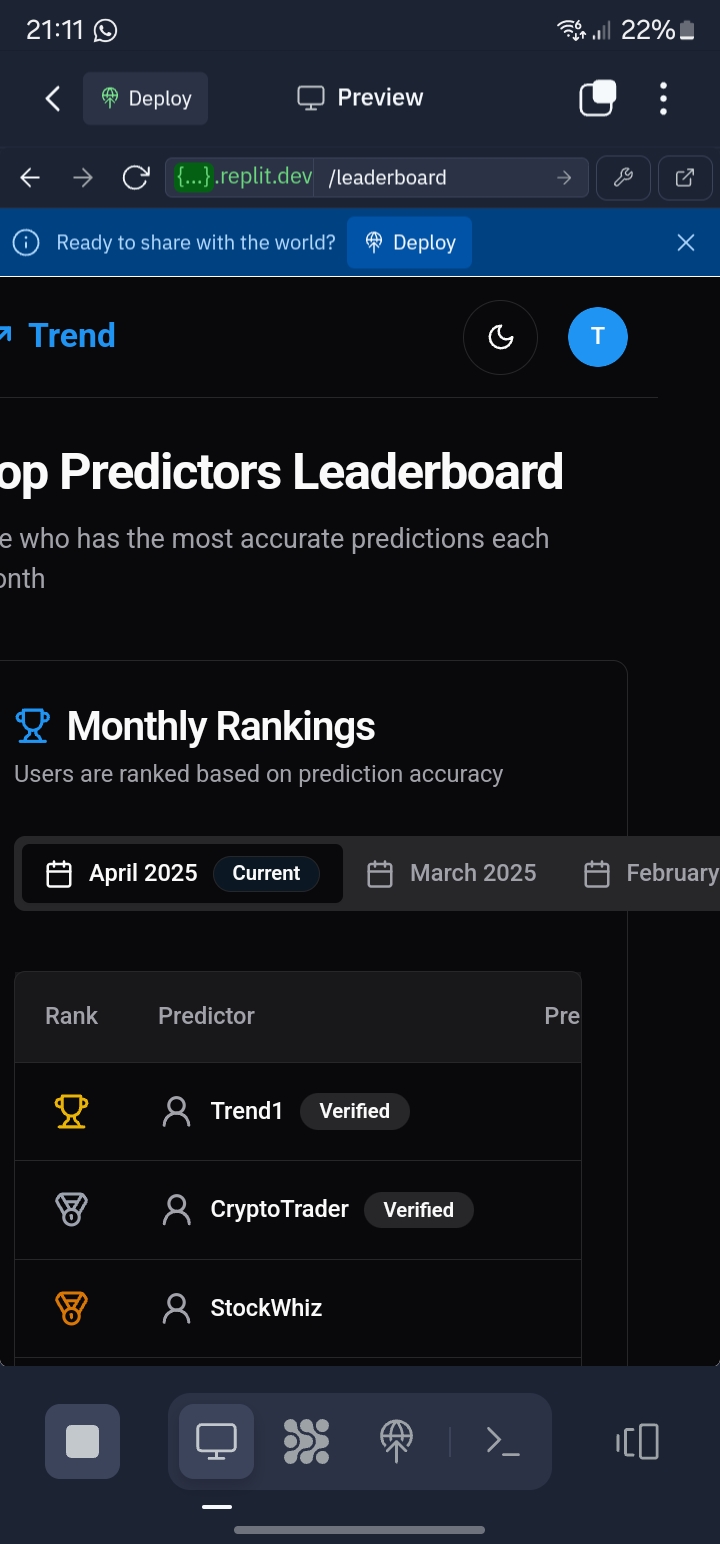 21:11 22%
Deploy Preview
{...}.replit.dev /leaderboard
Ready to share with the world? Deploy
Trend T
op Predictors Leaderboard
e who has the most accurate predictions each
onth
Monthly Rankings
Users are ranked based on prediction accuracy
April 2025 Current March 2025 February
Rank Predictor Pre
Trend1 Verified
CryptoTrader Verified
StockWhiz